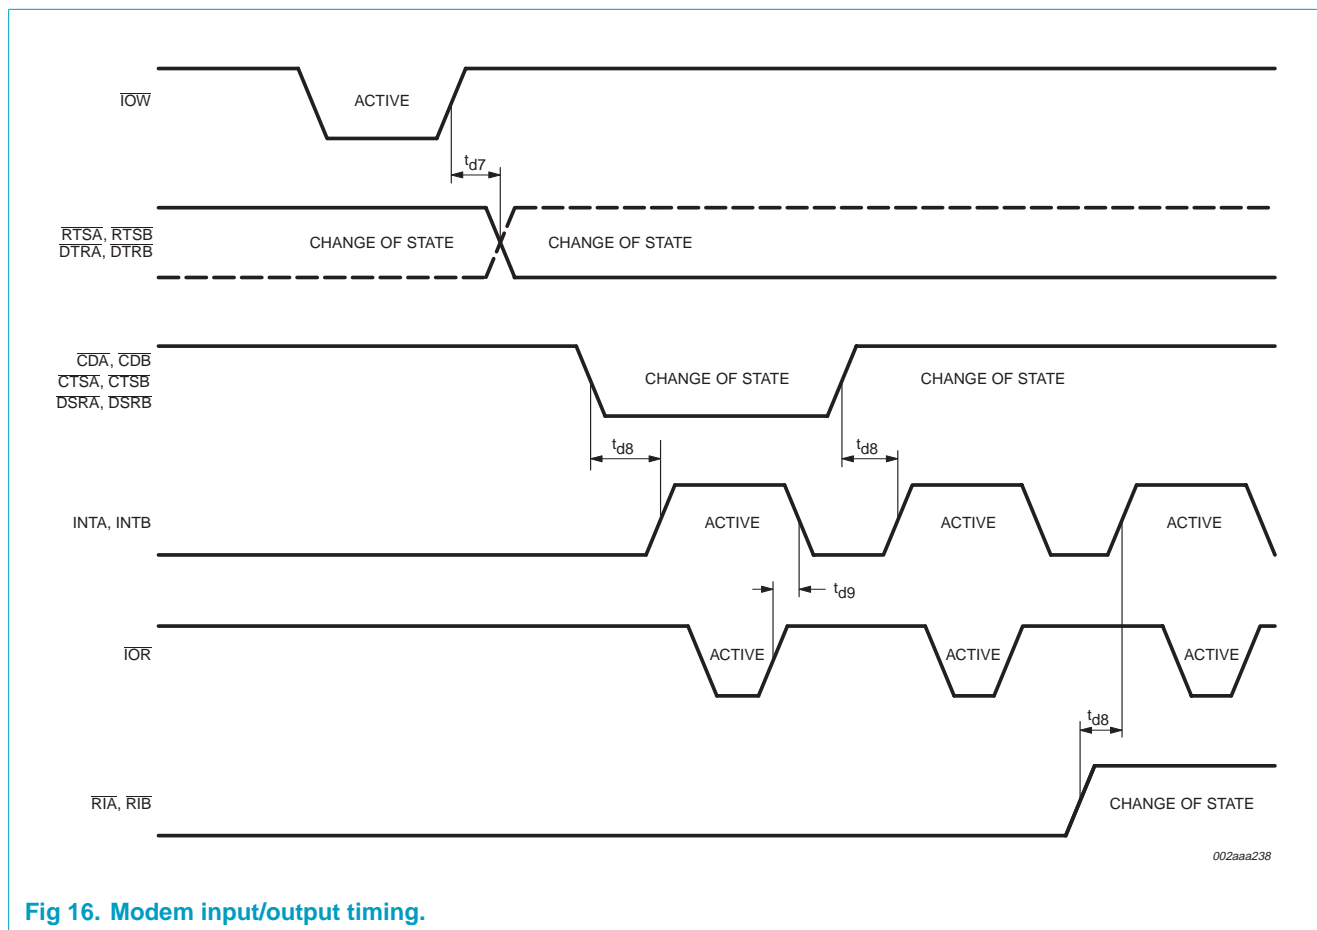 IOW
ACTIVE
td7
RTSA, RTSB
DTRA, DTRB
CHANGE OF STATE
CHANGE OF STATE
CDA, CDB
CTSA, CTSB
DSRA, DSRB
CHANGE OF STATE
CHANGE OF STATE
td8
td8
INTA, INTB
ACTIVE
ACTIVE
ACTIVE
td9
IOR
ACTIVE
ACTIVE
ACTIVE
td8
RIA, RIB
CHANGE OF STATE
002aaa238
Fig 16. Modem input/output timing.